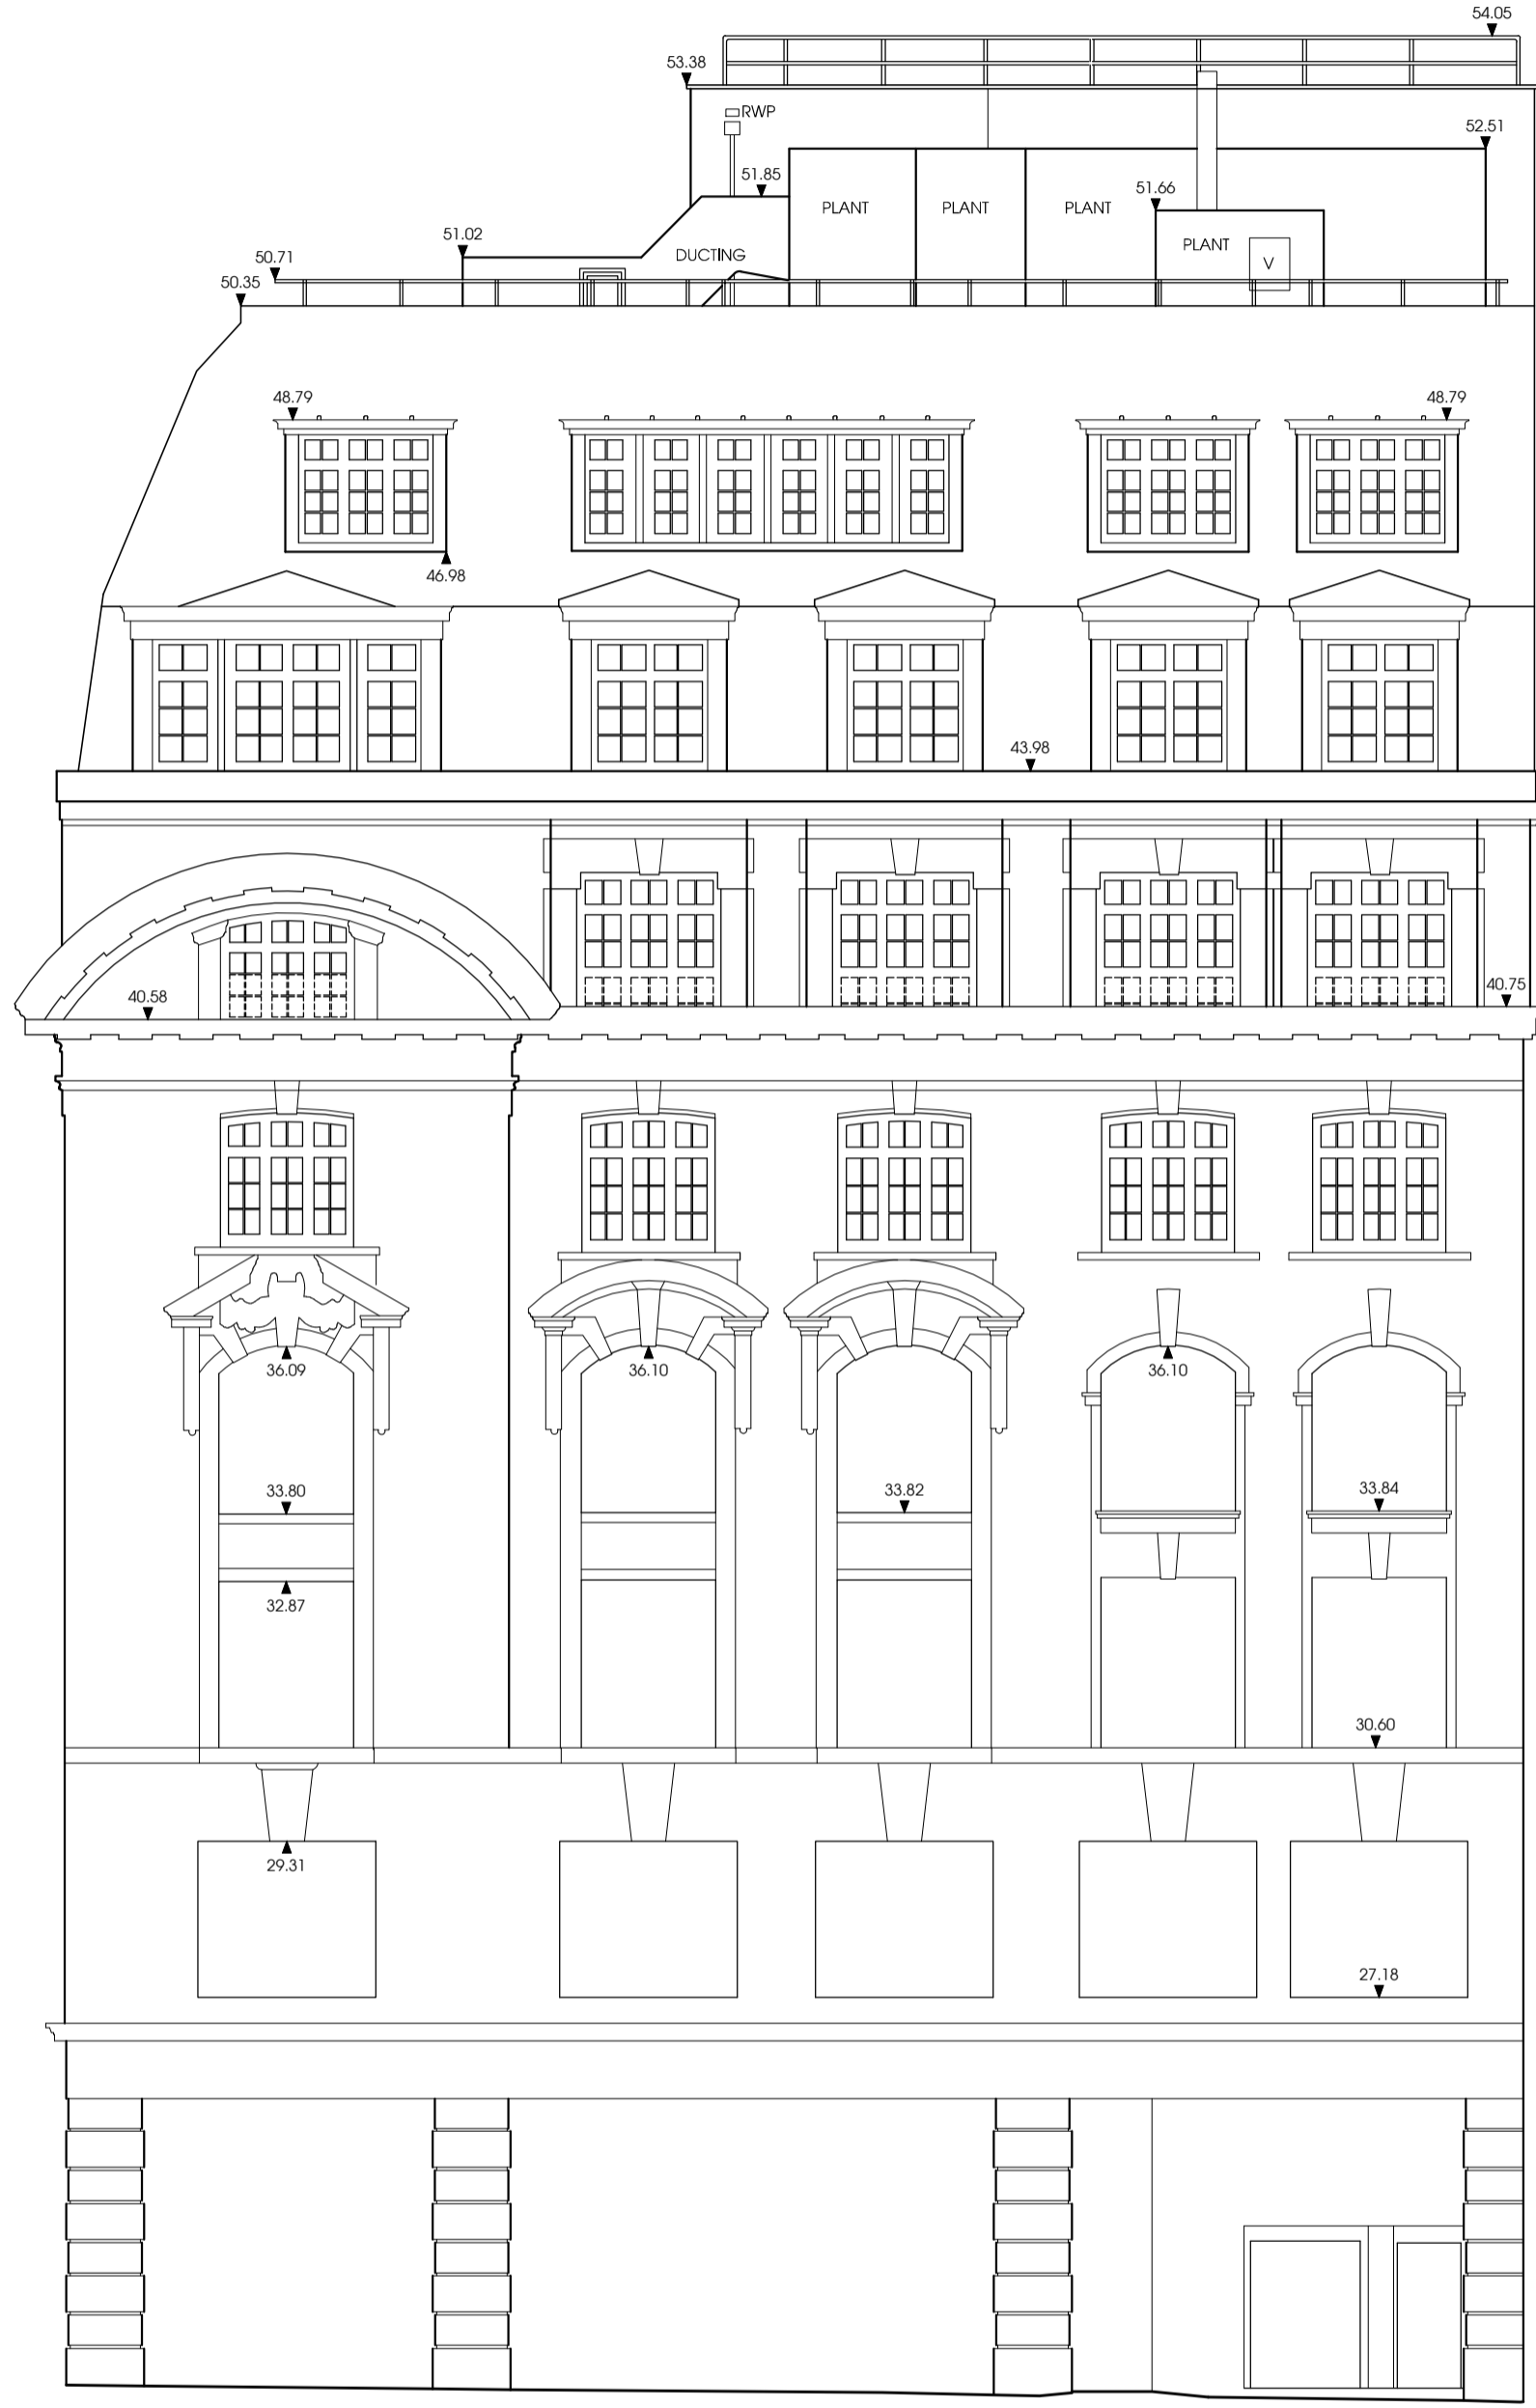 54.05
53.38
RWP
52.51
51.85
51.66
PLANT PLANT PLANT
51.02
PLANT
DUCTING
V
50.71
50.35
48.79 48.79
46.98
43.98
40.58 40.75
36.09 36.10 36.10
33.80 33.82 33.84
32.87
30.60
29.31
27.18